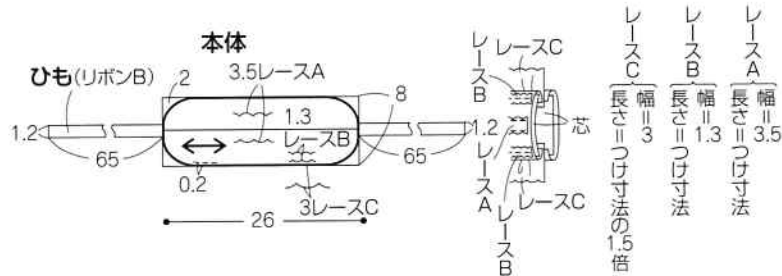 本体
ひも(リボンB)
2
3.5レースA
8
1.3
レースB
1.2
65
65
0.2
3レースC
26
レースC
レースB
1.2
芯
レースA
レースC
レースB
レースA
幅=3.5
長さ=つけ寸法
レースB
幅=1.3
長さ=つけ寸法
レースC
幅=3
長さ=つけ寸法の1.5倍